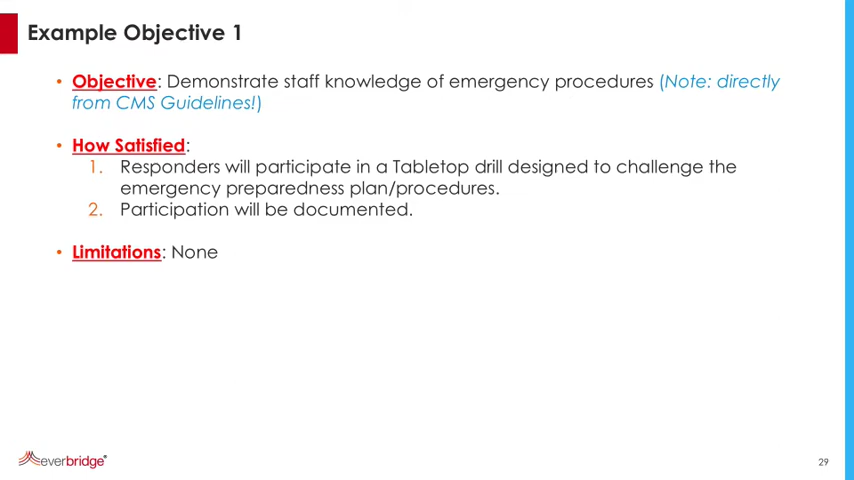 Example Objective 1
• Objective: Demonstrate staff knowledge of emergency procedures (Note: directly
from CMS Guidelines!)
• How Satisfied:
1. Responders will participate in a Tabletop drill designed to challenge the
emergency preparedness plan/procedures.
2. Participation will be documented.
• Limitations: None
everbridge®
29